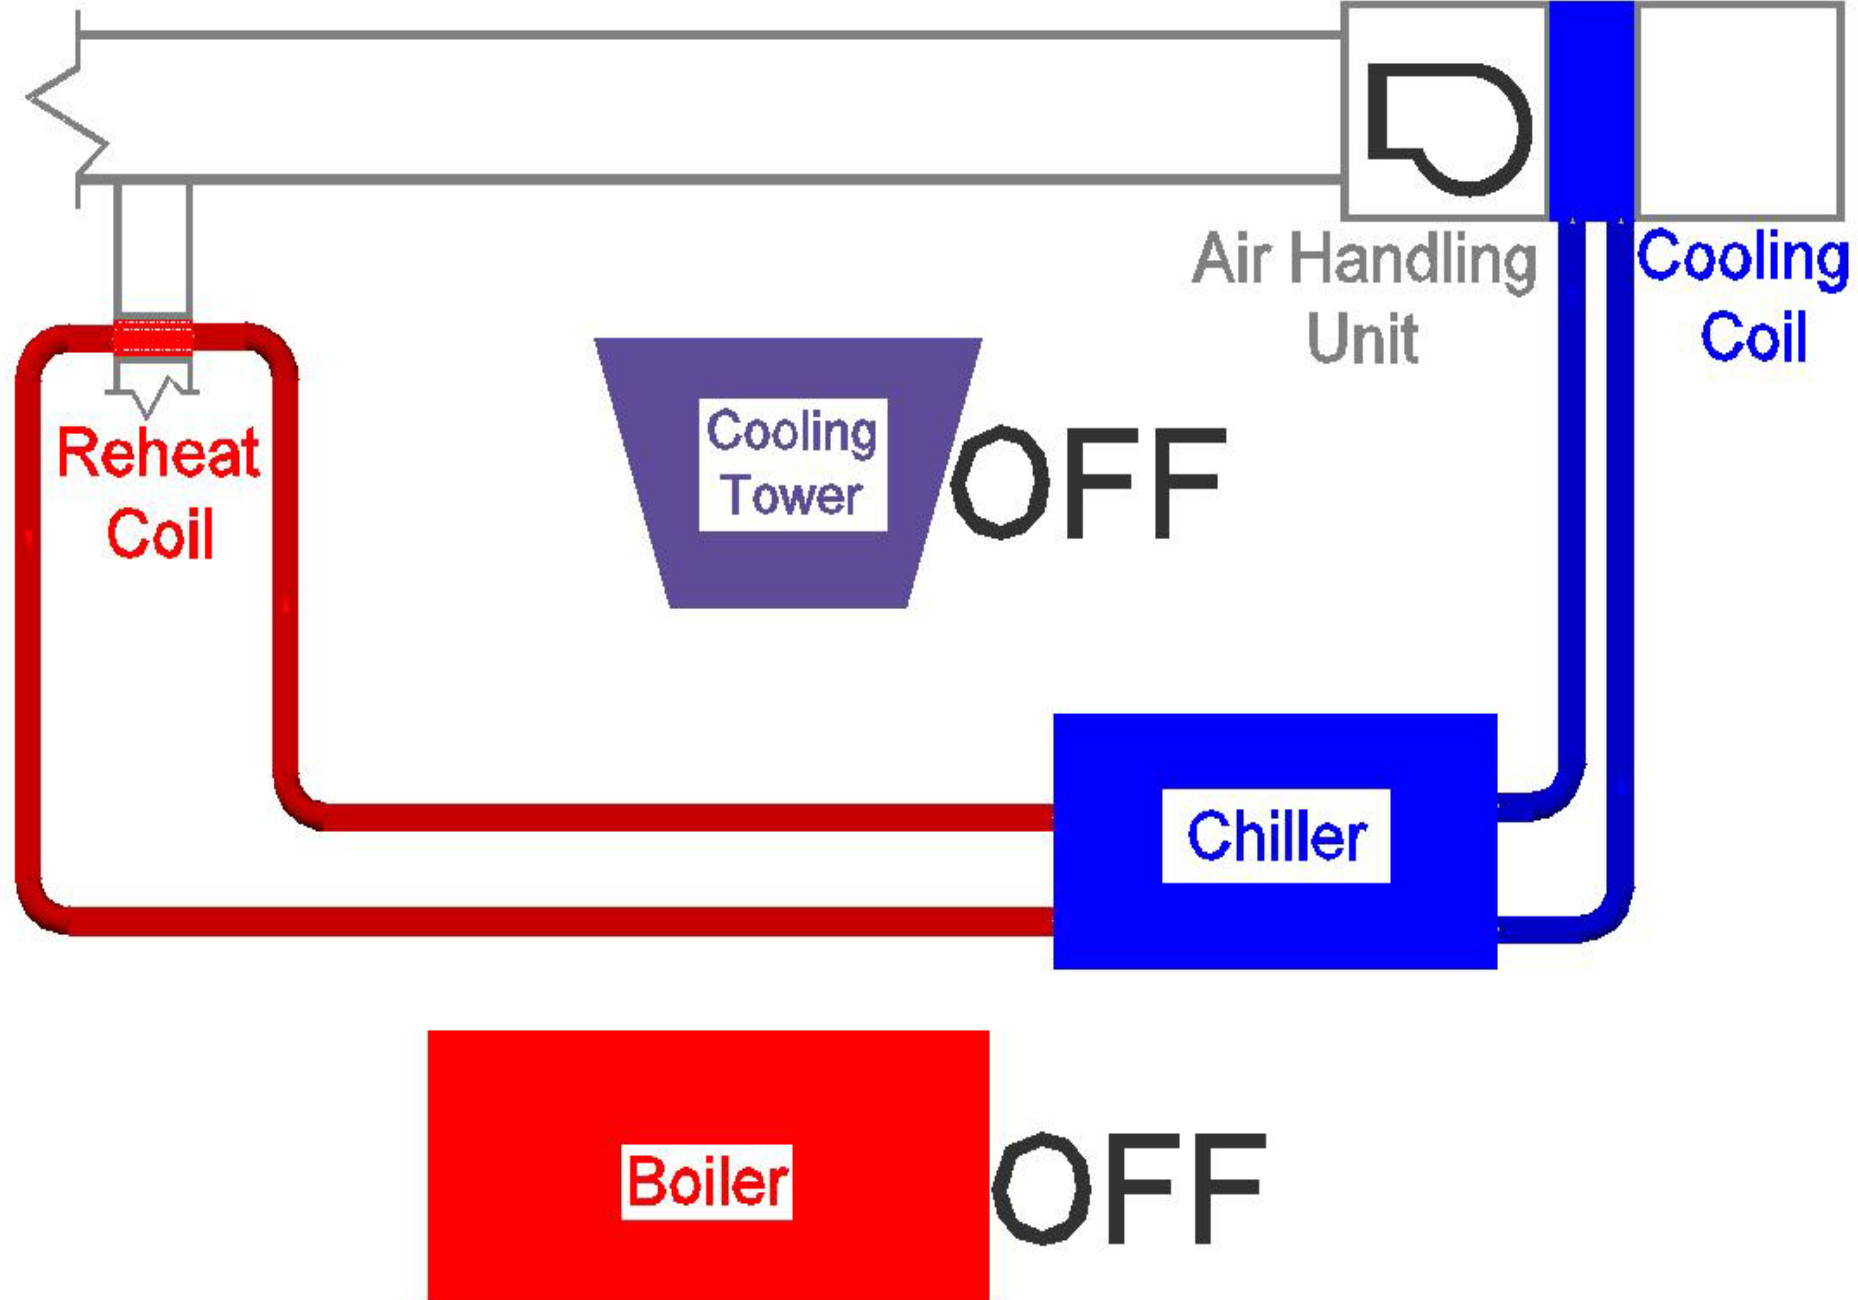 Air Handling
Unit
Cooling
Coil
Reheat
Coil
Cooling
Tower
OFF
Chiller
Boiler
OFF